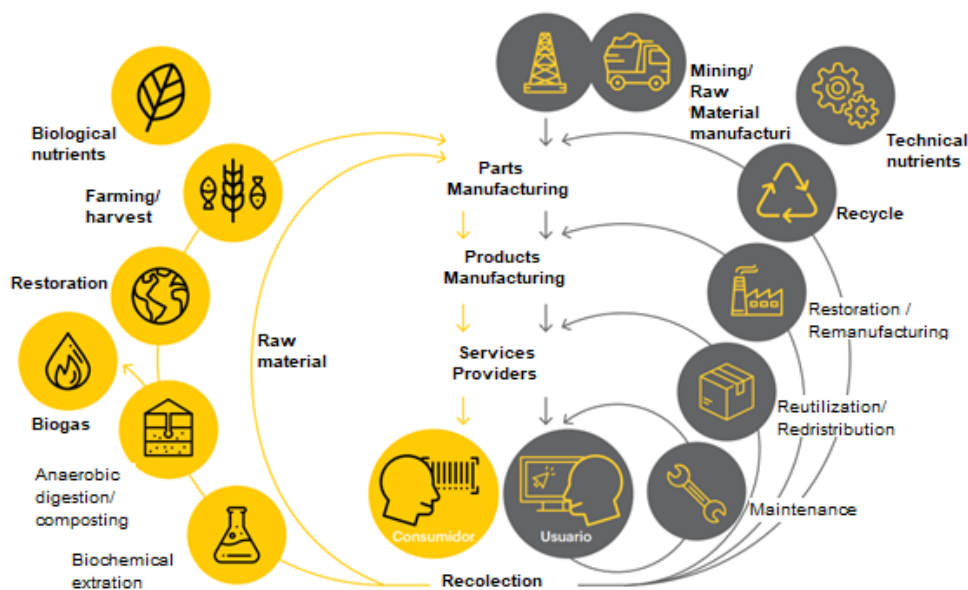 Biological
nutrients
Farming/
harvest
Restoration
Biogas
Anaerobic
digestion/
composting
Biochemical
extration
Raw
material
Mining/
Raw
Material
manufacturi
Parts
Manufacturing
Products
Manufacturing
Services
Providers
Consumidor
Usuario
Recolection
Technical
nutrients
Recycle
Restoration /
Remanufacturing
Reutilization/
Redristribution
Maintenance